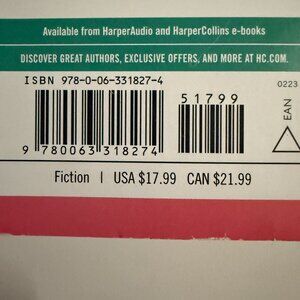 Available from HarperAudio and HarperCollins e-books
DISCOVER GREAT AUTHORS, EXCLUSIVE OFFERS, AND MORE AT HC.COM.
ISBN 978-0-06-331827-4
51799
0223
EAN
9 780063 318274
Fiction | USA $17.99 CAN $21.99